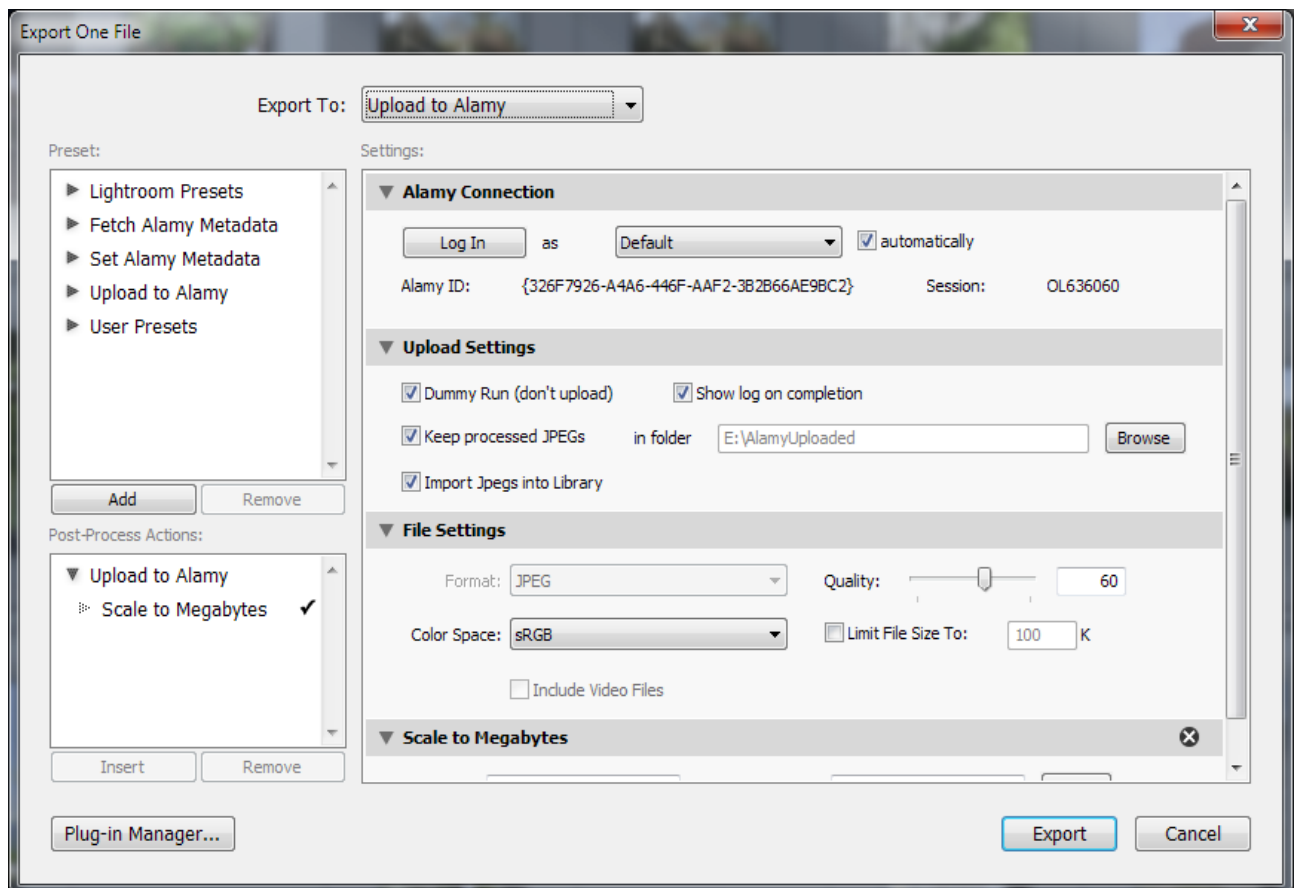 Export One File
Export To: Upload to Alamy
Preset:
Settings:
Lightroom Presets
Fetch Alamy Metadata
Set Alamy Metadata
Upload to Alamy
User Presets
Add Remove
Post-Process Actions:
Upload to Alamy
Scale to Megabytes
Insert Remove
Alamy Connection
Log In as Default automatically
Alamy ID: {326F7926-A4A6-446F-AAF2-3B2B66AE9BC2} Session: OL636060
Upload Settings
Dummy Run (don't upload) Show log on completion
Keep processed JPEGs in folder E:\AlamyUploaded Browse
Import Jpegs into Library
File Settings
Format: JPEG Quality: 60
Color Space: sRGB Limit File Size To: 100 K
Include Video Files
Scale to Megabytes
Plug-in Manager... Export Cancel